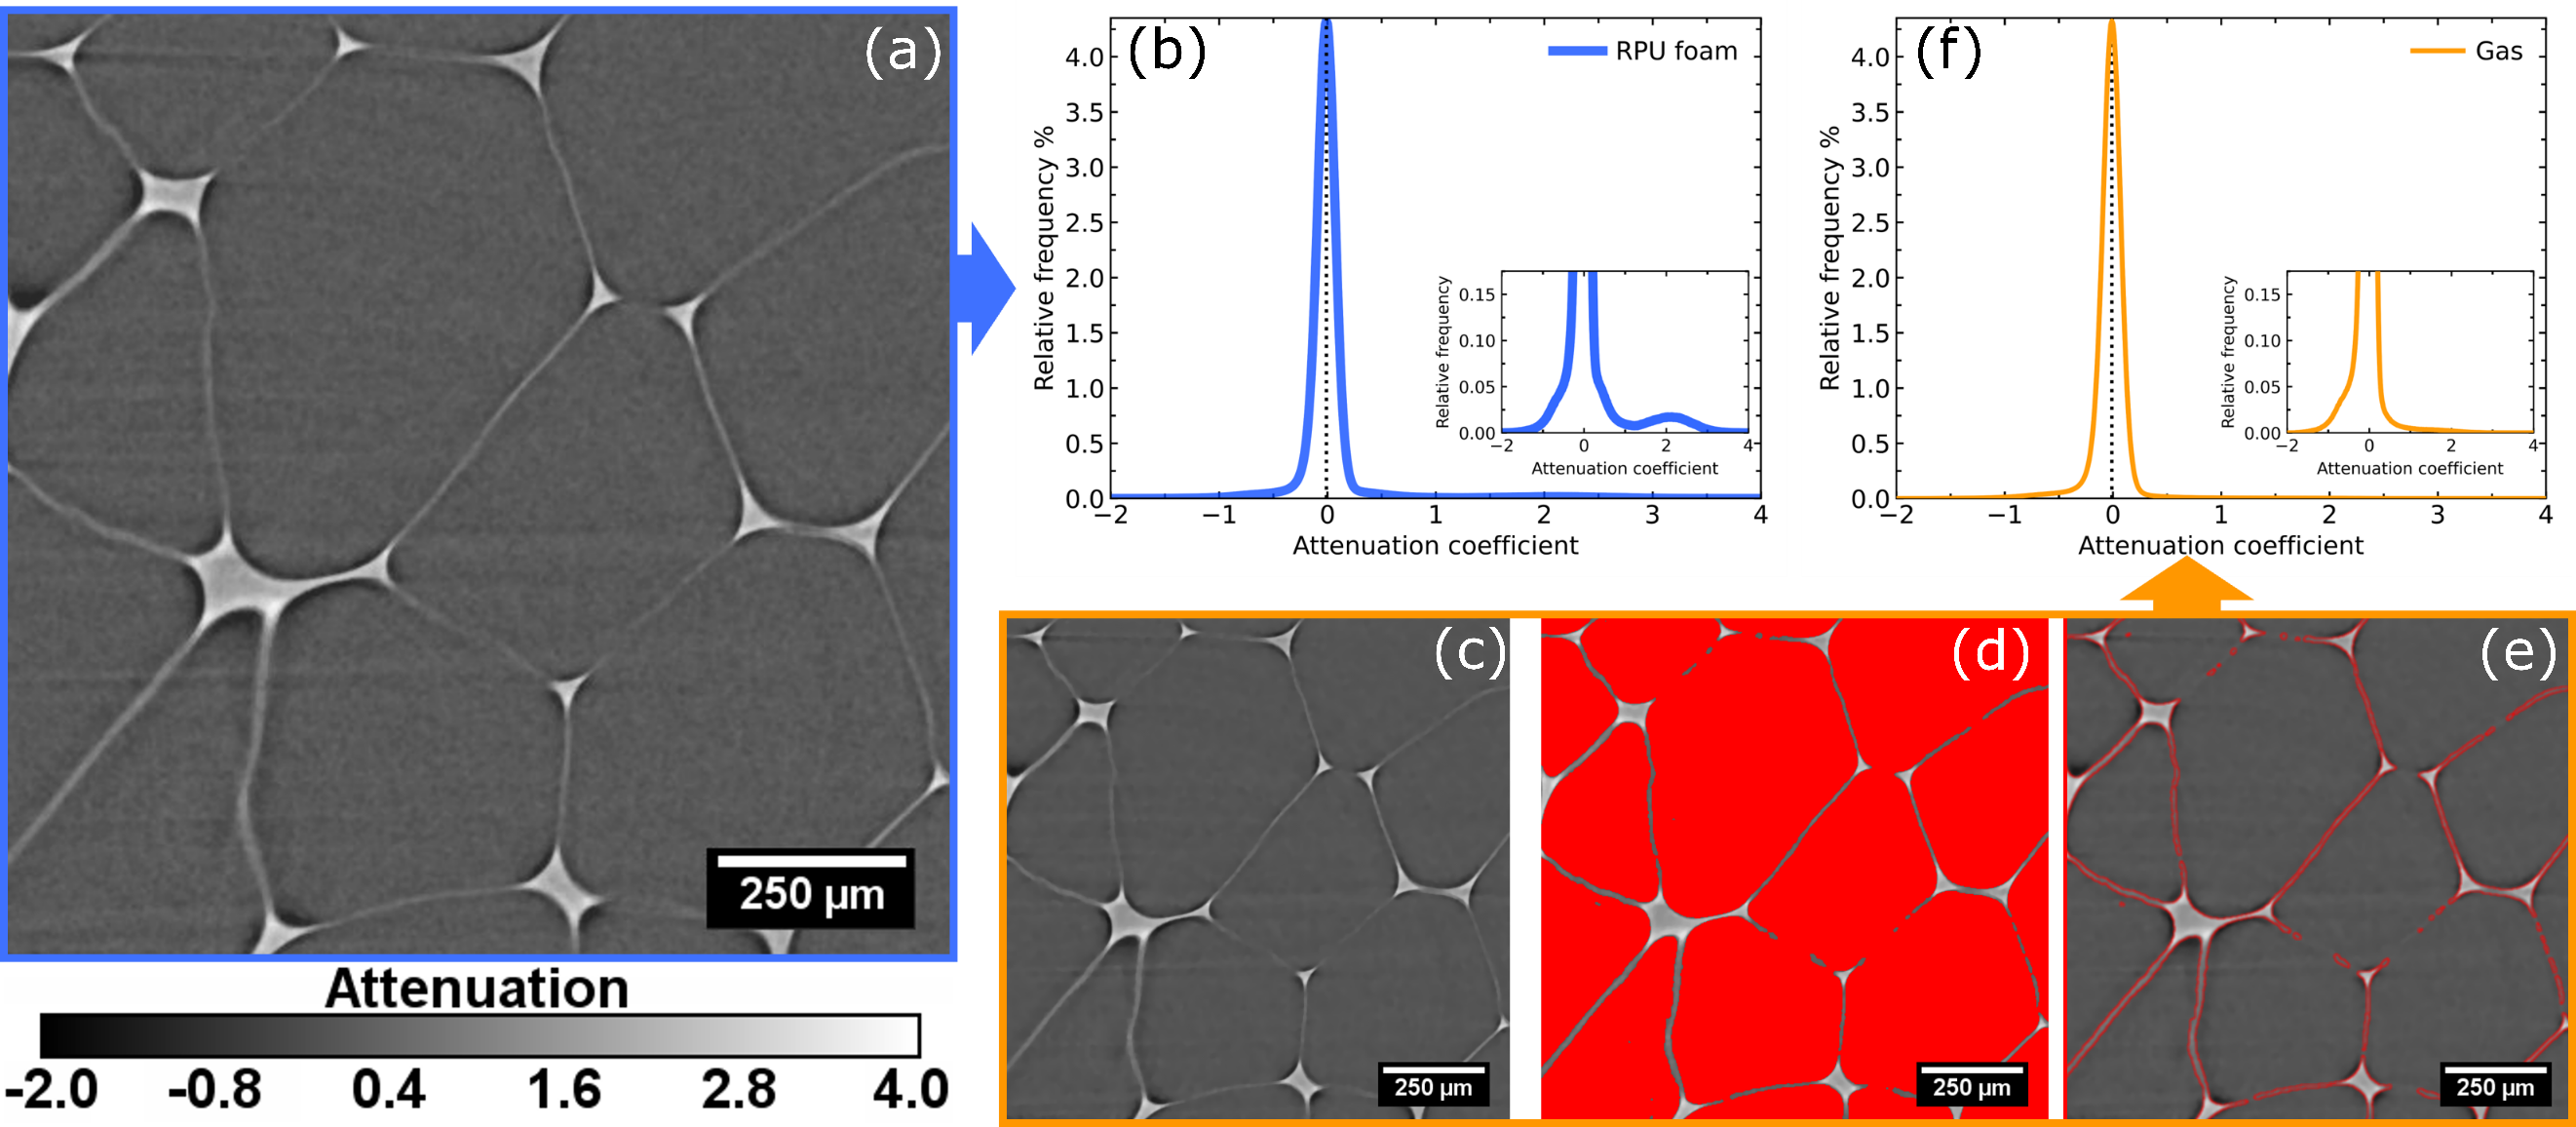 (a)
250 µm
Attenuation
-2.0 -0.8 0.4 1.6 2.8 4.0
(b)
RPU foam
Relative frequency %
4.0
3.5
3.0
2.5
2.0
1.5
1.0
0.5
0.0
−2 −1 0 1 2 3 4
Attenuation coefficient
Relative frequency
0.15
0.10
0.05
0.00
−2 0 2 4
Attenuation coefficient
(f)
Gas
Relative frequency %
4.0
3.5
3.0
2.5
2.0
1.5
1.0
0.5
0.0
−2 −1 0 1 2 3 4
Attenuation coefficient
Relative frequency
0.15
0.10
0.05
0.00
−2 0 2 4
Attenuation coefficient
(c)
250 µm
(d)
250 µm
(e)
250 µm